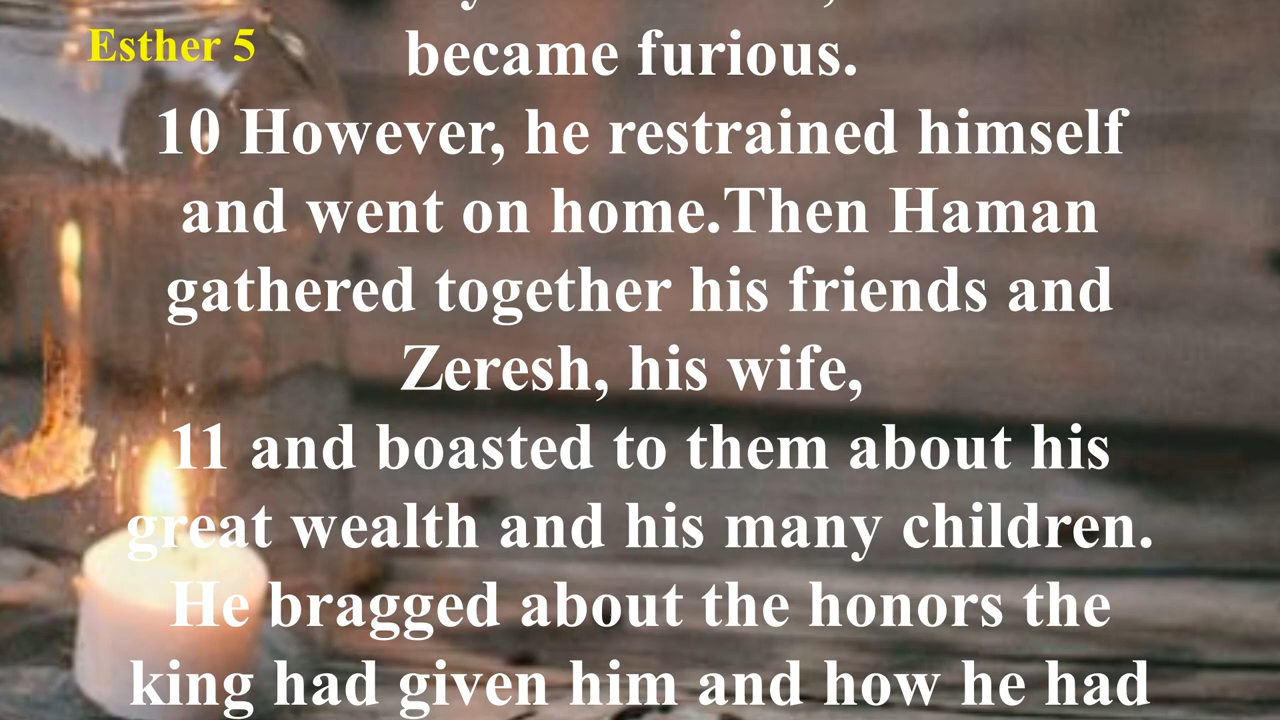 Esther 5
became furious.
10 However, he restrained himself
and went on home.Then Haman
gathered together his friends and
Zeresh, his wife,
11 and boasted to them about his
great wealth and his many children.
He bragged about the honors the
king had given him and how he had